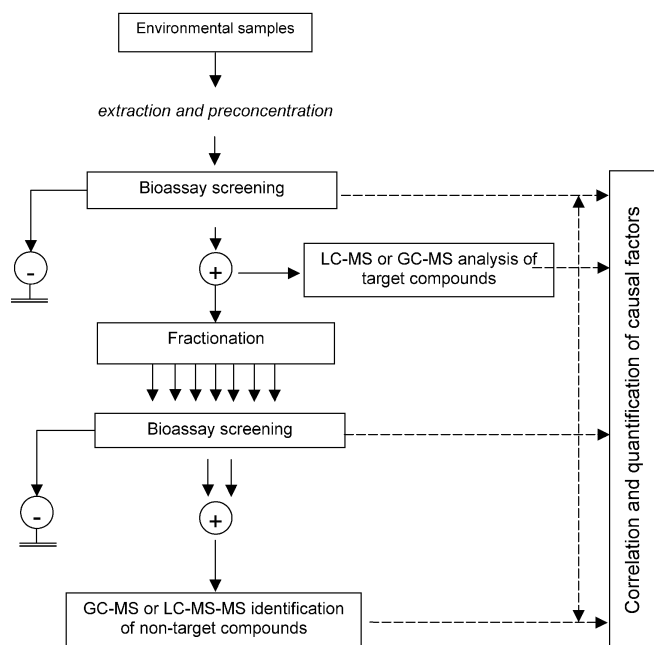 Environmental samples
extraction and preconcentration
Bioassay screening
-
+
LC-MS or GC-MS analysis of
target compounds
Fractionation
Bioassay screening
-
+
GC-MS or LC-MS-MS identification
of non-target compounds
Correlation and quantification of causal factors